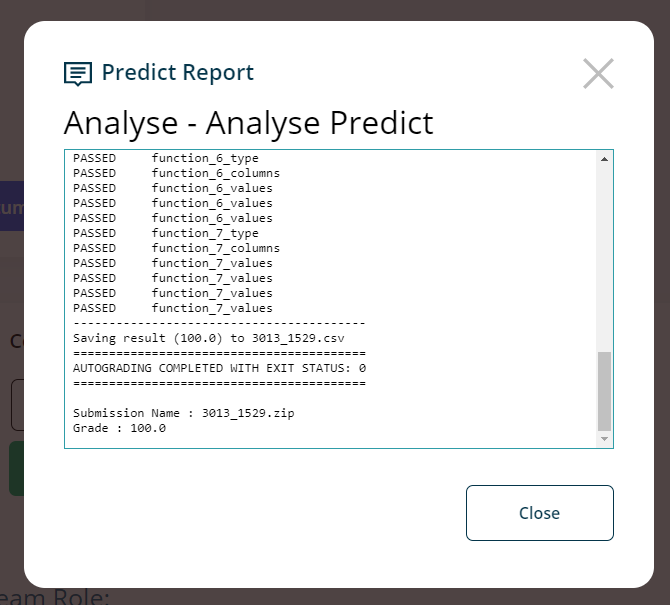 Predict Report
Analyse - Analyse Predict
PASSED function_6_type
PASSED function_6_columns
PASSED function_6_values
PASSED function_6_values
PASSED function_6_values
PASSED function_7_type
PASSED function_7_columns
PASSED function_7_values
PASSED function_7_values
PASSED function_7_values
PASSED function_7_values
-----------------------------------------
Saving result (100.0) to 3013_1529.csv
=========================================
AUTOGRADING COMPLETED WITH EXIT STATUS: 0
=========================================
Submission Name : 3013_1529.zip
Grade : 100.0
Close
eam Role: